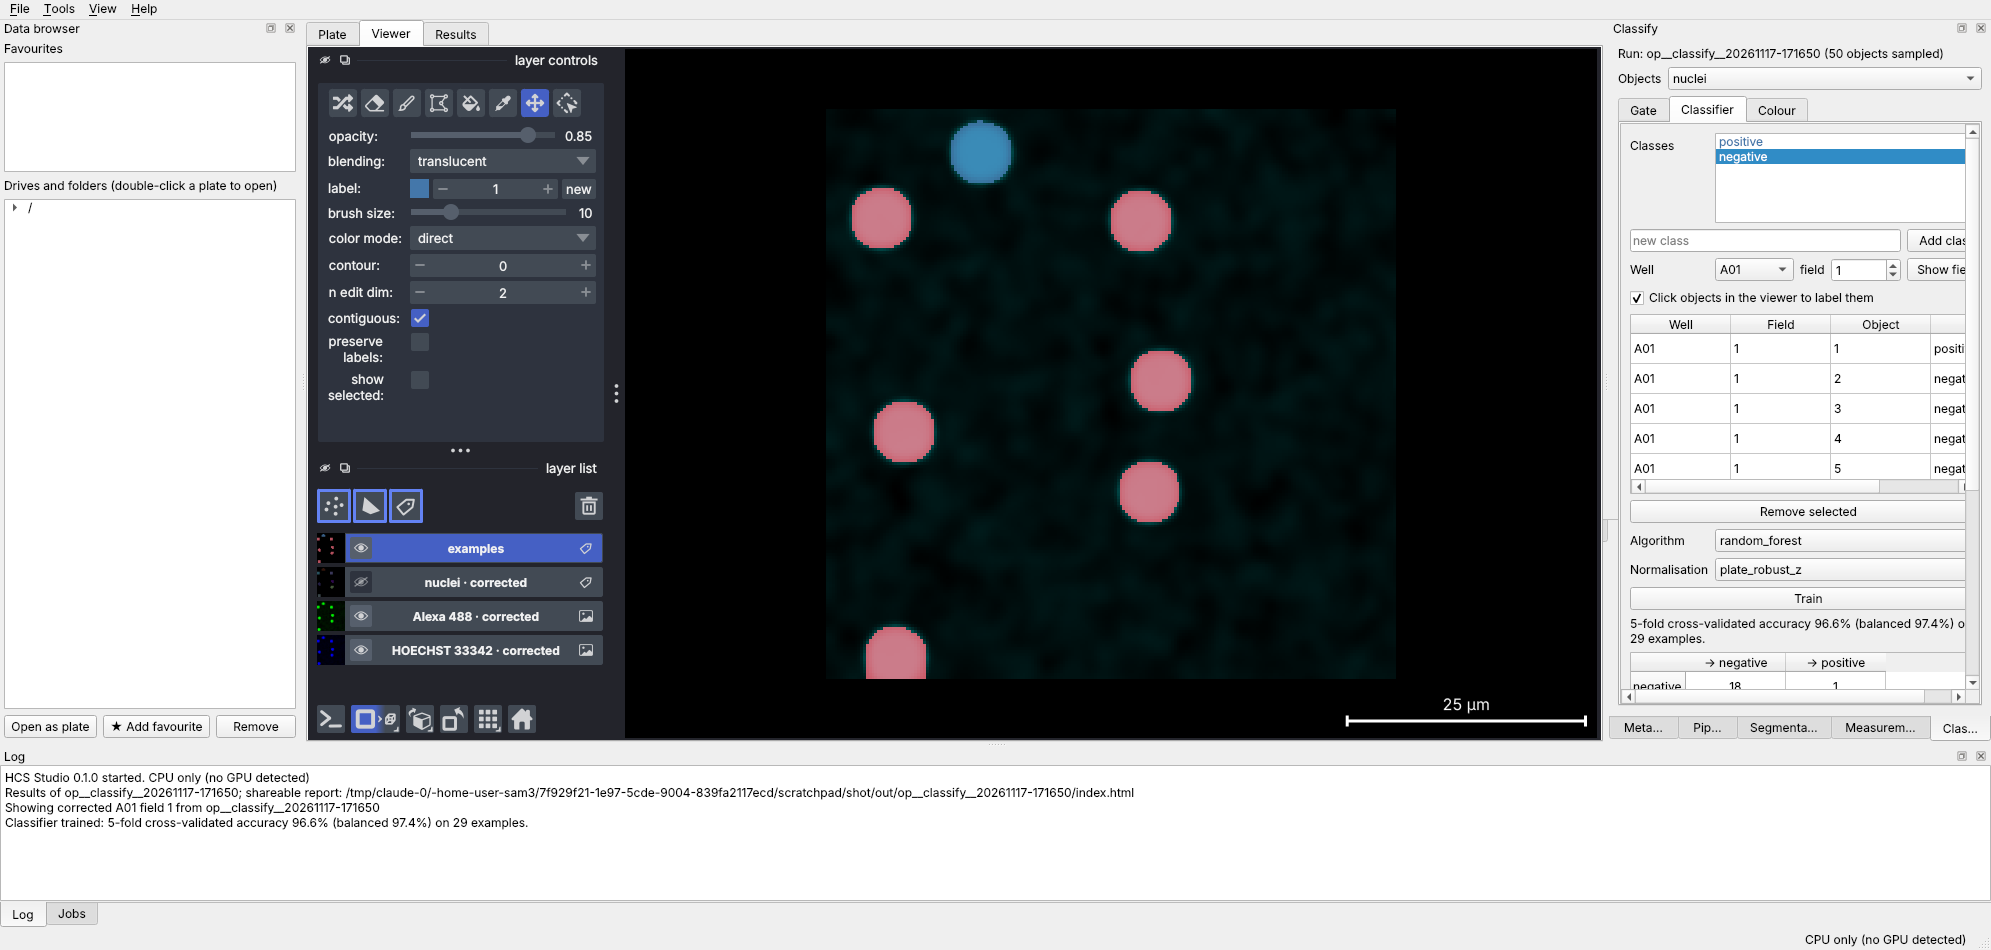 File Tools View Help
Data browser
Favourites
Drives and folders (double-click a plate to open)
/
Open as plate ★ Add favourite Remove
Plate Viewer Results
layer controls
opacity: 0.85
blending: translucent
label: 1 new
brush size: 10
color mode: direct
contour: 0
n edit dim: 2
contiguous:
preserve
labels:
show
selected:
layer list
examples
nuclei · corrected
Alexa 488 · corrected
HOECHST 33342 · corrected
25 µm
Classify
Run: op__classify__20261117-171650 (50 objects sampled)
Objects nuclei
Gate Classifier Colour
Classes
positive
negative
new class Add clas
Well A01 field 1 Show fie
Click objects in the viewer to label them
Well Field Object
A01 1 1 positi
A01 1 2 negat
A01 1 3 negat
A01 1 4 negat
A01 1 5 negat
Remove selected
Algorithm random_forest
Normalisation plate_robust_z
Train
5-fold cross-validated accuracy 96.6% (balanced 97.4%) o
29 examples.
→ negative → positive
negative 18 1
Meta... Pip... Segmenta... Measurem... Clas...
Log
HCS Studio 0.1.0 started. CPU only (no GPU detected)
Results of op__classify__20261117-171650; shareable report: /tmp/claude-0/-home-user-sam3/7f929f21-1e97-5cde-9004-839fa2117ecd/scratchpad/shot/out/op__classify__20261117-171650/index.html
Showing corrected A01 field 1 from op__classify__20261117-171650
Classifier trained: 5-fold cross-validated accuracy 96.6% (balanced 97.4%) on 29 examples.
Log Jobs
CPU only (no GPU detected)